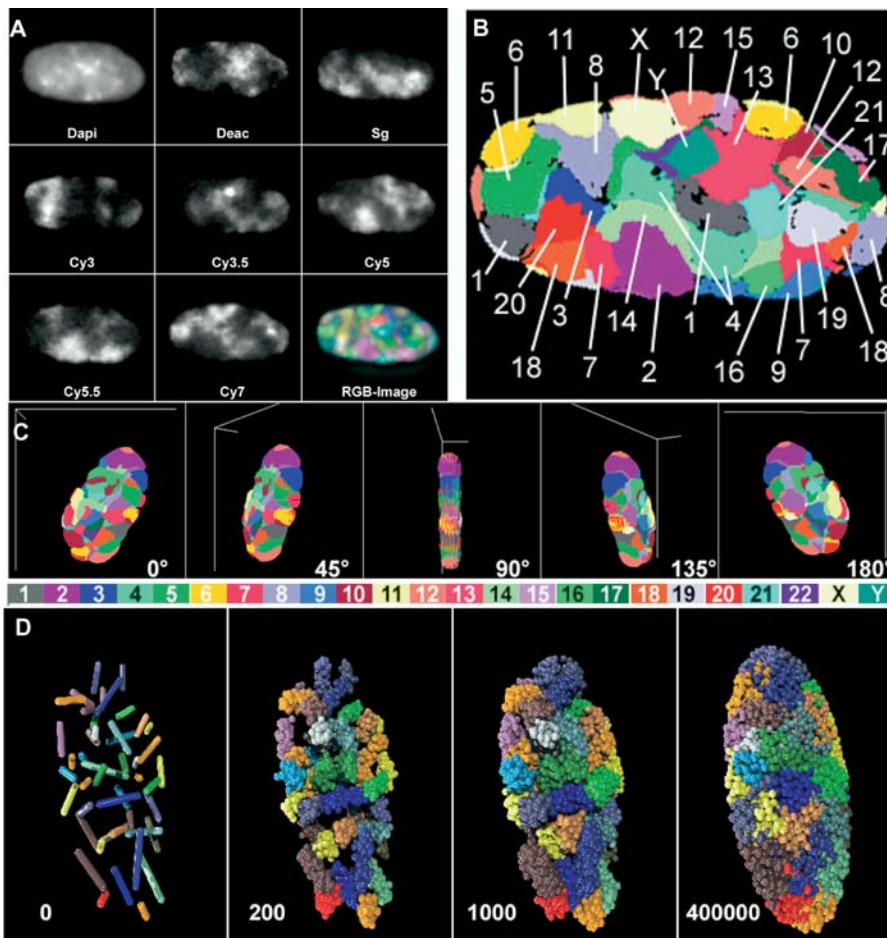 A
Dapi
Deac
Sg
Cy3
Cy3.5
Cy5
Cy5.5
Cy7
RGB-Image
B
6
11
X
12
15
6
10
5
8
Y
13
12
21
17
1
20
3
14
1
4
19
8
18
7
2
16
9
7
18
C
0°
45°
90°
135°
180°
1 2 3 4 5 6 7 8 9 10 11 12 13 14 15 16 17 18 19 20 21 22 X Y
D
0
200
1000
400000